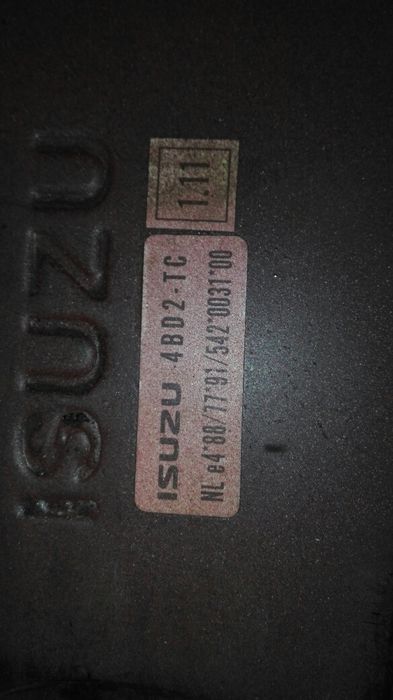 ISUZU
ISUZU 4BD2-TC
NL e4*88/77*91/542*0031*00
1.11